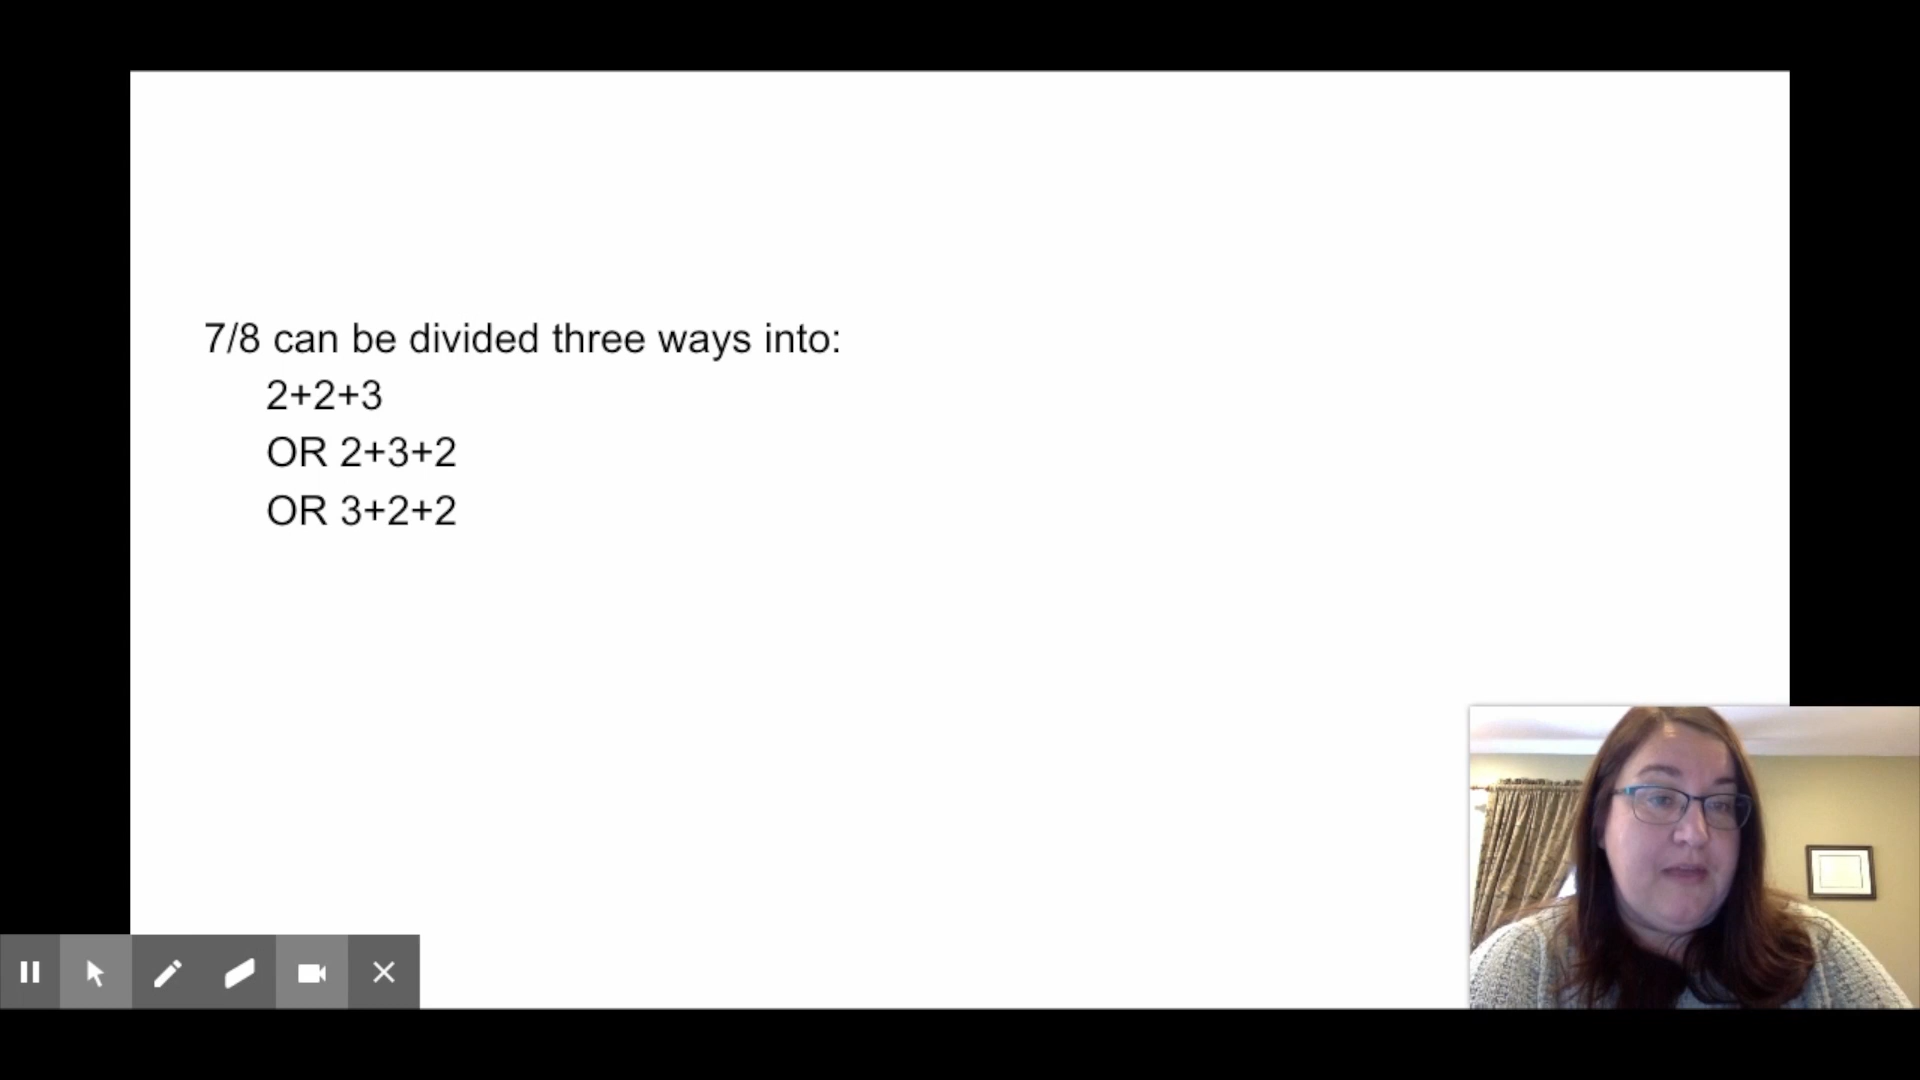 7/8 can be divided three ways into:
2+2+3
OR 2+3+2
OR 3+2+2